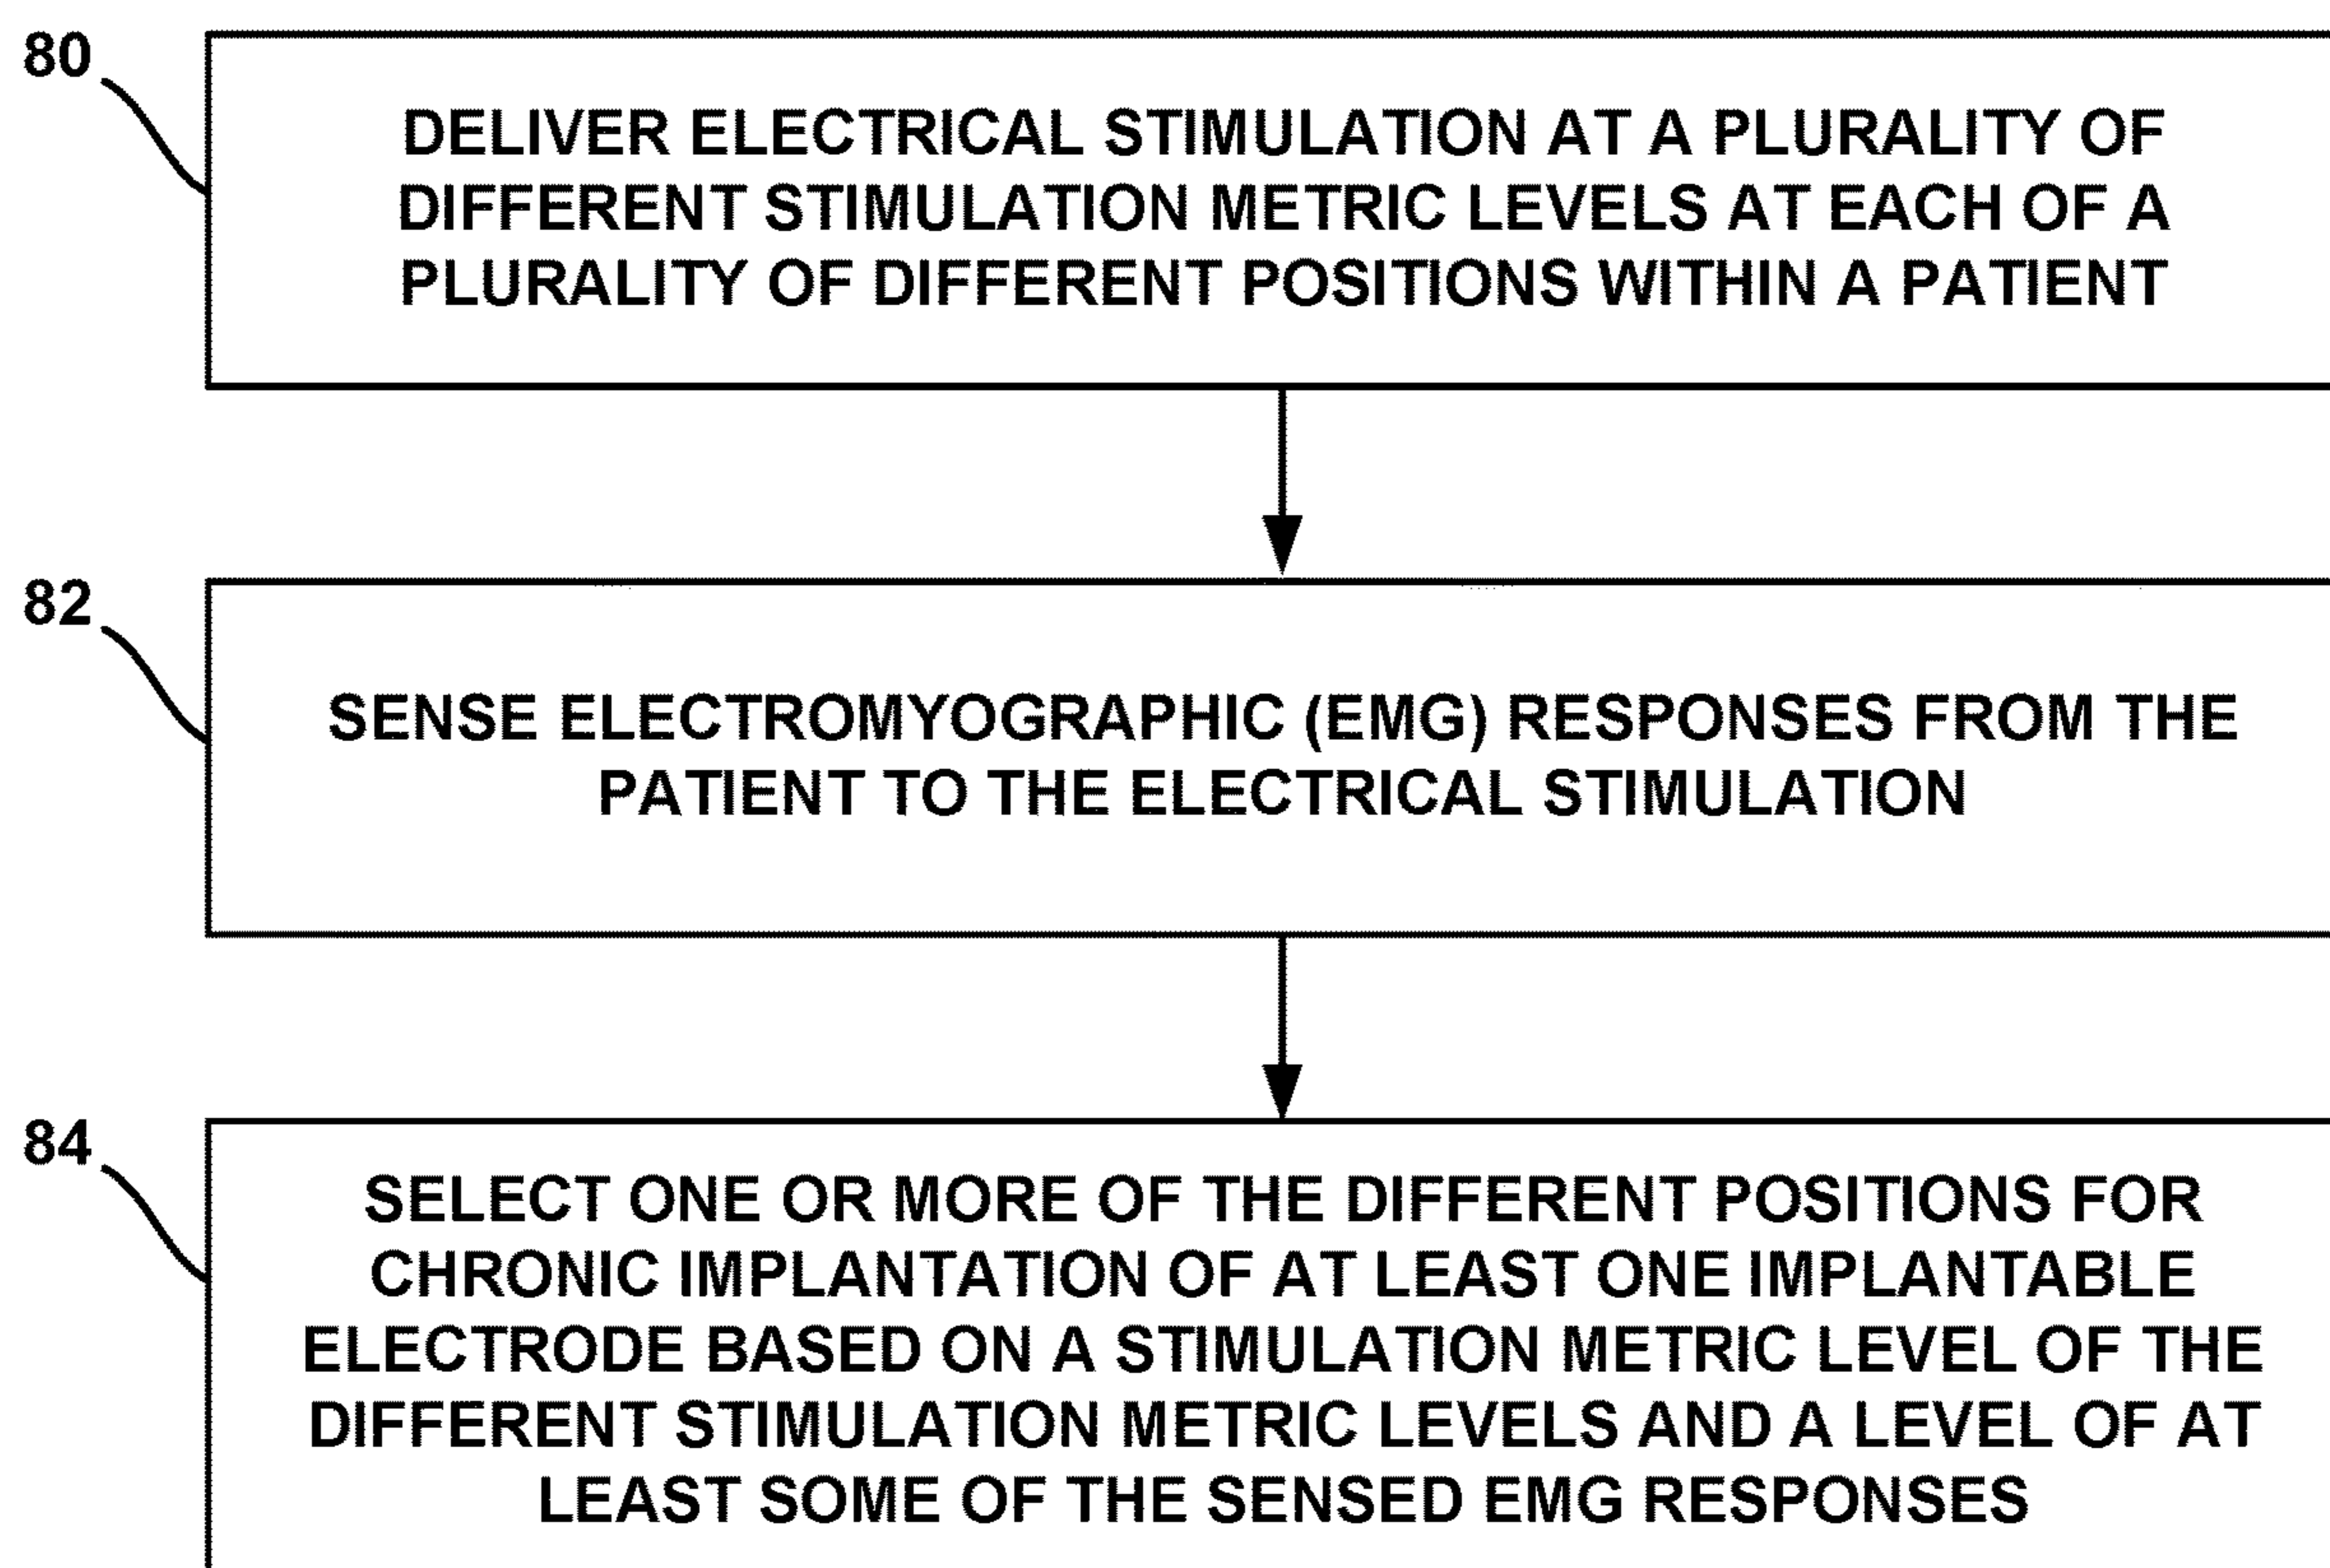 80
DELIVER ELECTRICAL STIMULATION AT A PLURALITY OF
DIFFERENT STIMULATION METRIC LEVELS AT EACH OF A
PLURALITY OF DIFFERENT POSITIONS WITHIN A PATIENT
82
SENSE ELECTROMYOGRAPHIC (EMG) RESPONSES FROM THE
PATIENT TO THE ELECTRICAL STIMULATION
84
SELECT ONE OR MORE OF THE DIFFERENT POSITIONS FOR
CHRONIC IMPLANTATION OF AT LEAST ONE IMPLANTABLE
ELECTRODE BASED ON A STIMULATION METRIC LEVEL OF THE
DIFFERENT STIMULATION METRIC LEVELS AND A LEVEL OF AT
LEAST SOME OF THE SENSED EMG RESPONSES